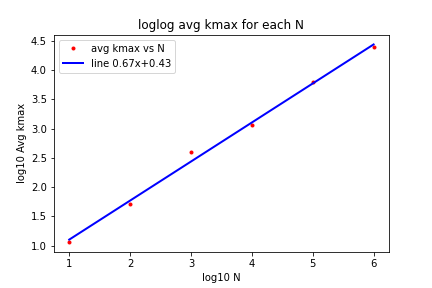 loglog avg kmax for each N
avg kmax vs N
line 0.67x+0.43
log10 Avg kmax
4.5
4.0
3.5
3.0
2.5
2.0
1.5
1.0
1 2 3 4 5 6
log10 N